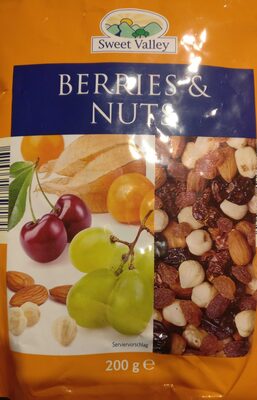 Sweet Valley
BERRIES &
NUTS
Serviervorschlag
200 g ℮